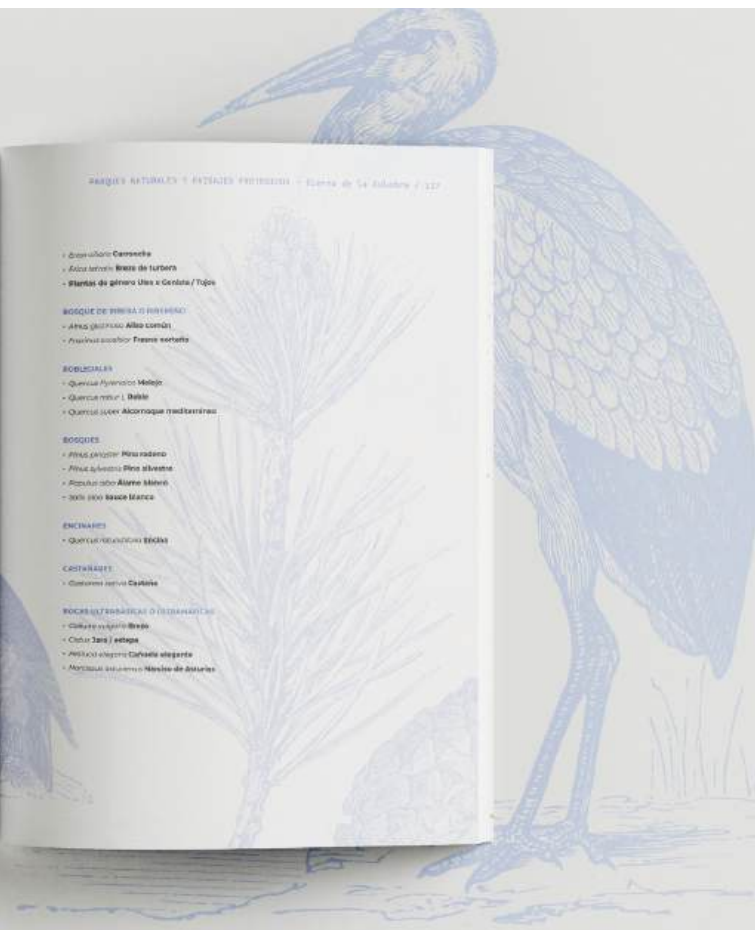 PARQUES NATURALES Y PAISAJES PROTEGIDOS – Sierra de la / 117
• Erica ciliaris Carroncha
• Erica tetralix Brezo de turbera
• Plantas de género Ulex o Genista / Tojos
BOSQUE DE RIBERA O RIBEREÑO
• Alnus glutinosa Aliso común
• Fraxinus excelsior Fresno norteño
ROBLEDALES
• Quercus Pyrenaica Melojo
• Quercus robur L Roble
• Quercus suber Alcornoque mediterráneo
BOSQUES
• Pinus pinaster Pino rodeno
• Pinus sylvestris Pino silvestre
• Populus alba Álamo blanco
• Salix alba Sauce blanco
ENCINARES
• Quercus rotundifolia Encina
CASTAÑARES
• Castanea sativa Castaño
ROCAS ULTRABÁSICAS O ULTRAMÁFICAS
• Calluna vulgaris Brezo
• Cistus Jara / estepa
• Festuca elegans Cañuela elegante
• Narcissus asturiensis Narciso de Asturias